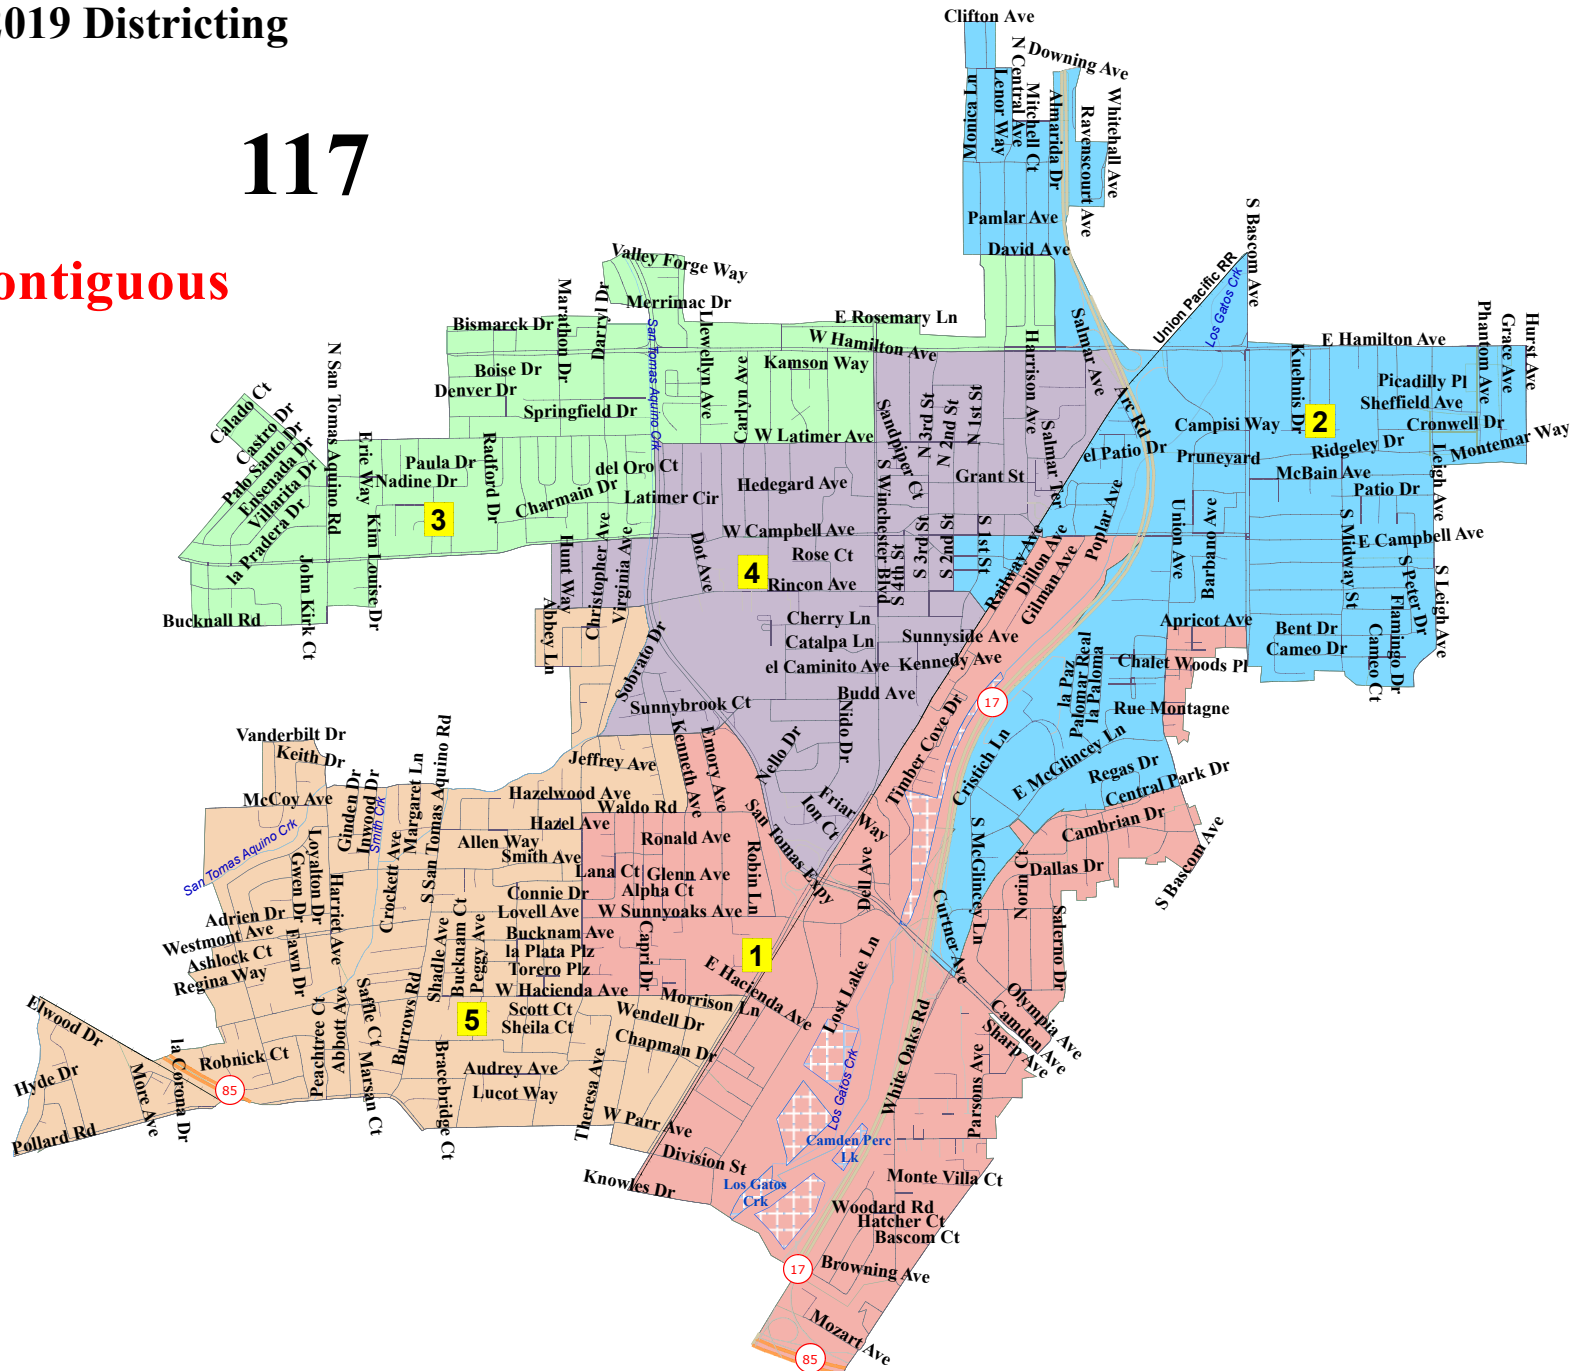 2019 Districting
117
ontiguous
Clifton Ave
N Central Ave
Downing Ave
Monica Ln
Lenor Way
Mitchell Ct
Almarida Dr
Ravenscourt Ave
Whitehall Ave
Pamlar Ave
David Ave
S Bascom Ave
Union Pacific RR
Los Gatos Crk
Valley Forge Way
Merrimac Dr
Marathon Dr
Darryl Dr
Bismarck Dr
E Rosemary Ln
W Hamilton Ave
San Tomas Aquino Crk
Llewellyn Ave
Salmar Ave
Harrison Ave
E Hamilton Ave
Phantom Ave
Grace Ave
Hurst Ave
Kuehnis Dr
Boise Dr
Denver Dr
Springfield Dr
Kamson Way
Carlyn Ave
W Latimer Ave
Sandpiper Ct
N 3rd St
N 2nd St
N 1st St
Salmar Ter
Arc Rd
Picadilly Pl
Sheffield Ave
Cronwell Dr
Montemar Way
Campisi Way
2
Ridgeley Dr
el Patio Dr
Pruneyard
McBain Ave
Patio Dr
Leigh Ave
Calado Ct
Castro Dr
Palo Santo Dr
Ensenada Dr
Villarita Dr
la Pradera Dr
N San Tomas Aquino Rd
Erie Way
Paula Dr
Nadine Dr
Radford Dr
Charmain Dr
del Oro Ct
Latimer Cir
3
Hedegard Ave
Grant St
S Winchester Blvd
W Campbell Ave
Rose Ct
4
Rincon Ave
Dot Ave
S 4th St
S 3rd St
S 2nd St
S 1st St
Railway Ave
Dillon Ave
Gilman Ave
Poplar Ave
Union Ave
Barbano Ave
S Midway St
E Campbell Ave
S Peter Dr
Flamingo Dr
S Leigh Ave
Kim Louise Dr
John Kirk Ct
Bucknall Rd
Hunt Way
Christopher Ave
Virginia Ave
Abbey Ln
Sobrato Dr
Cherry Ln
Catalpa Ln
Sunnyside Ave
el Caminito Ave
Kennedy Ave
Budd Ave
Apricot Ave
Bent Dr
Cameo Dr
Cameo Ct
Chalet Woods Pl
la Paz
Palomar Real
la Paloma
Rue Montagne
Sunnybrook Ct
17
Nido Dr
Nello Dr
Timber Cove Dr
Cristich Ln
E McGlincey Ln
Regas Dr
Central Park Dr
Vanderbilt Dr
Keith Dr
Jeffrey Ave
Kenneth Ave
Emory Ave
McCoy Ave
Ginden Dr
Inwood Dr
Smith Crk
Margaret Ln
S San Tomas Aquino Rd
Hazelwood Ave
Waldo Rd
Hazel Ave
Ronald Ave
San Tomas Expy
Friar Way
Ion Ct
Cambrian Dr
Dallas Dr
S Bascom Ave
San Tomas Aquino Crk
Allen Way
Smith Ave
Lana Ct
Glenn Ave
Alpha Ct
Robin Ln
Dell Ave
S McGlincey Ln
Norin Ct
Loyalton Dr
Gwen Dr
Harriet Ave
Crockett Ave
Connie Dr
Lovell Ave
W Sunnyoaks Ave
Curtner Ave
Salerno Dr
Adrien Dr
Westmont Ave
Ashlock Ct
Regina Way
Fawn Dr
Shadle Ave
Bucknam Ct
Peggy Ave
Bucknam Ave
la Plata Plz
Torero Plz
Capri Dr
1
E Hacienda Ave
Lost Lake Ln
W Hacienda Ave
Morrison Ln
5
Scott Ct
Sheila Ct
Wendell Dr
Chapman Dr
Olympia Ave
Camden Ave
Sharp Ave
Elwood Dr
Hyde Dr
More Ave
la Corona Dr
Robnick Ct
85
Peachtree Ct
Abbott Ave
Saffle Ct
Marsan Ct
Burrows Rd
Bracebridge Ct
Audrey Ave
Lucot Way
Theresa Ave
W Parr Ave
White Oaks Rd
Los Gatos Crk
Parsons Ave
Pollard Rd
Camden Perc
Lk
Division St
Knowles Dr
Los Gatos
Crk
Monte Villa Ct
Woodard Rd
Hatcher Ct
Bascom Ct
17
Browning Ave
Mozart Ave
85